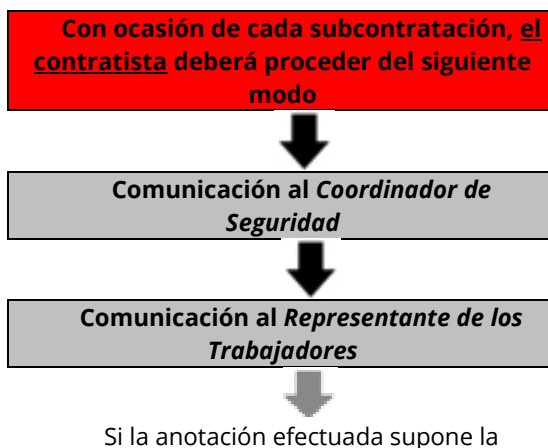 Con ocasión de cada subcontratación, el
contratista deberá proceder del siguiente
modo
Comunicación al Coordinador de
Seguridad
Comunicación al Representante de los
Trabajadores
Si la anotación efectuada supone la